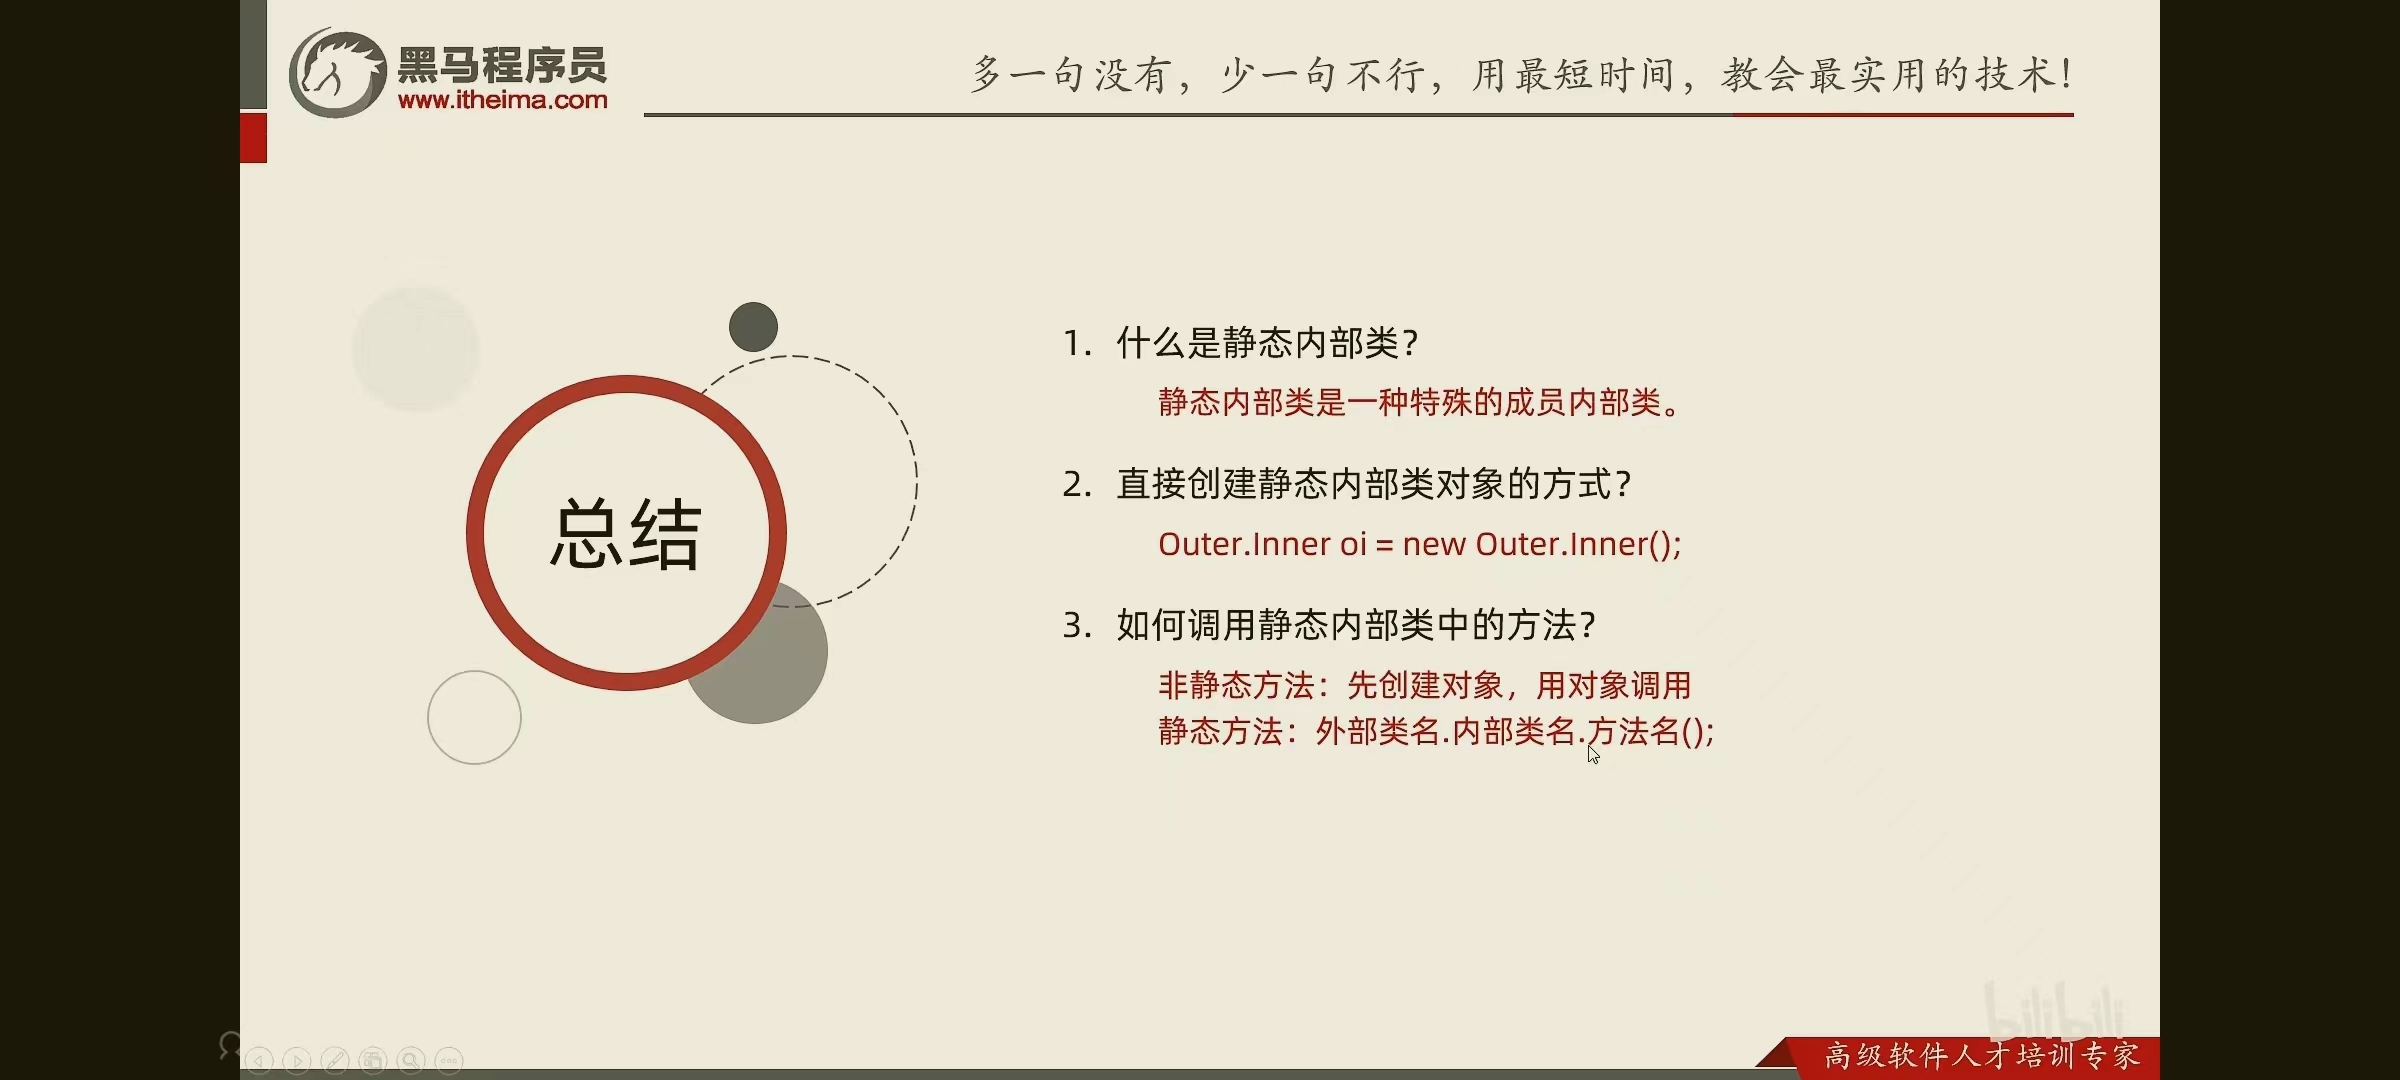 黑马程序员
www.itheima.com
多一句没有，少一句不行，用最短时间，教会最实用的技术！
总结
1. 什么是静态内部类？
静态内部类是一种特殊的成员内部类。
2. 直接创建静态内部类对象的方式？
Outer.Inner oi = new Outer.Inner();
3. 如何调用静态内部类中的方法？
非静态方法：先创建对象，用对象调用
静态方法：外部类名.内部类名.方法名();
bilibili
高级软件人才培训专家